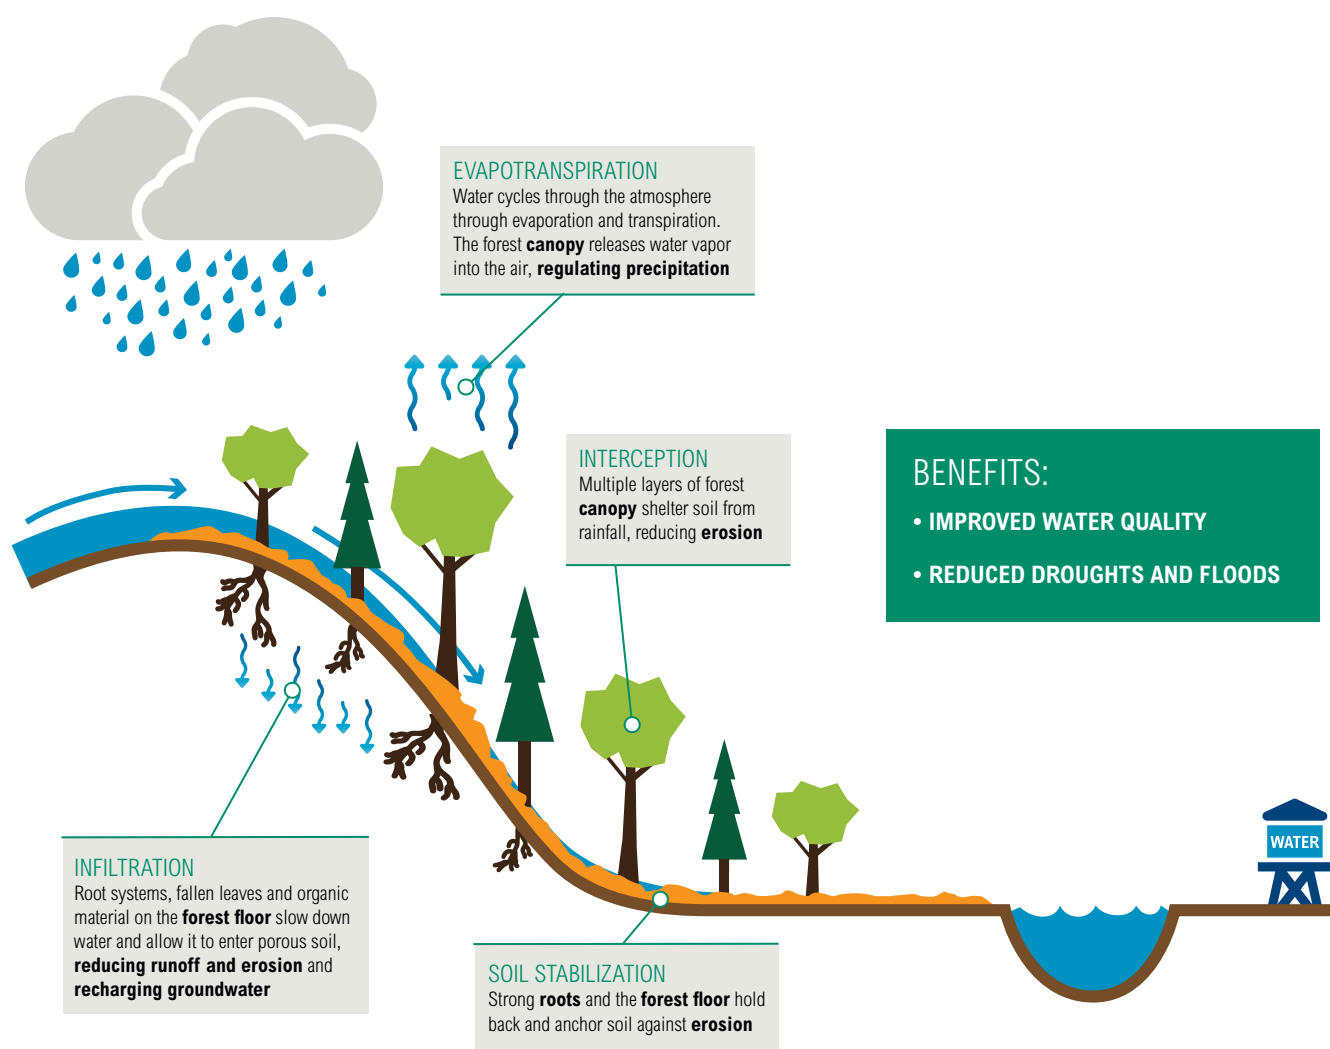 EVAPOTRANSPIRATION
Water cycles through the atmosphere
through evaporation and transpiration.
The forest canopy releases water vapor
into the air, regulating precipitation
INTERCEPTION
Multiple layers of forest
canopy shelter soil from
rainfall, reducing erosion
BENEFITS:
• IMPROVED WATER QUALITY
• REDUCED DROUGHTS AND FLOODS
WATER
INFILTRATION
Root systems, fallen leaves and organic
material on the forest floor slow down
water and allow it to enter porous soil,
reducing runoff and erosion and
recharging groundwater
SOIL STABILIZATION
Strong roots and the forest floor hold
back and anchor soil against erosion